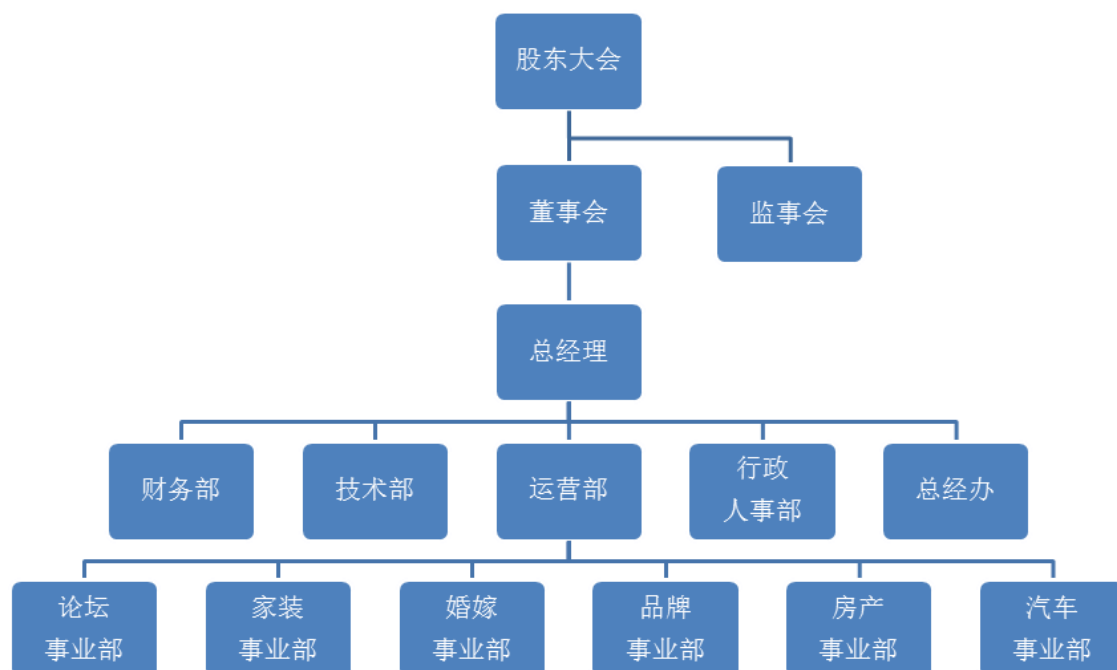 股东大会
董事会
监事会
总经理
财务部
技术部
运营部
行政
人事部
总经办
论坛
事业部
家装
事业部
婚嫁
事业部
品牌
事业部
房产
事业部
汽车
事业部